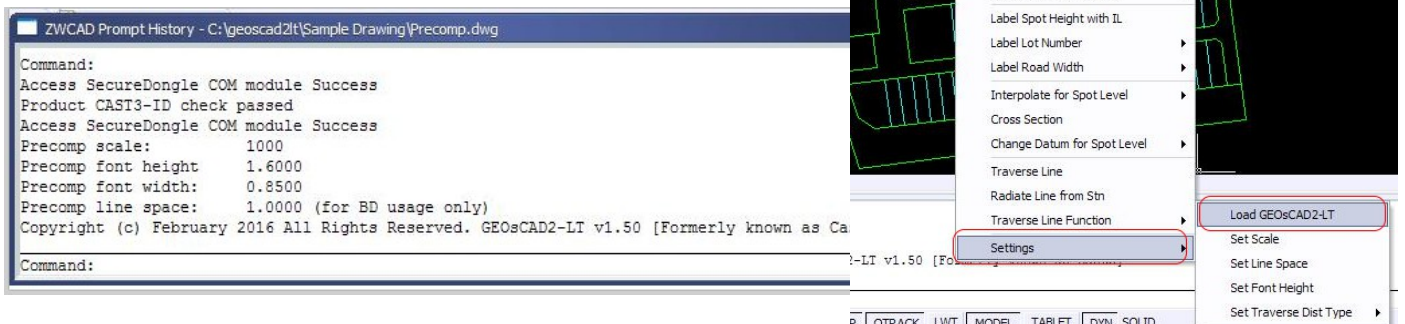 ZWCAD Prompt History - C:\geoscad2lt\Sample Drawing\Precomp.dwg
Command:
Access SecureDongle COM module Success
Product CAST3-ID check passed
Access SecureDongle COM module Success
Precomp scale: 1000
Precomp font height 1.6000
Precomp font width: 0.8500
Precomp line space: 1.0000 (for BD usage only)
Copyright (c) February 2016 All Rights Reserved. GEOsCAD2-LT v1.50 [Formerly known as Ca
Command:
Label Spot Height with IL
Label Lot Number
Label Road Width
Interpolate for Spot Level
Cross Section
Change Datum for Spot Level
Traverse Line
Radiate Line from Stn
Traverse Line Function
Settings
Load GEOsCAD2-LT
Set Scale
Set Line Space
Set Font Height
Set Traverse Dist Type
-LT v1.50
OTRACK LWT MODEL TABLET DYN SOLID